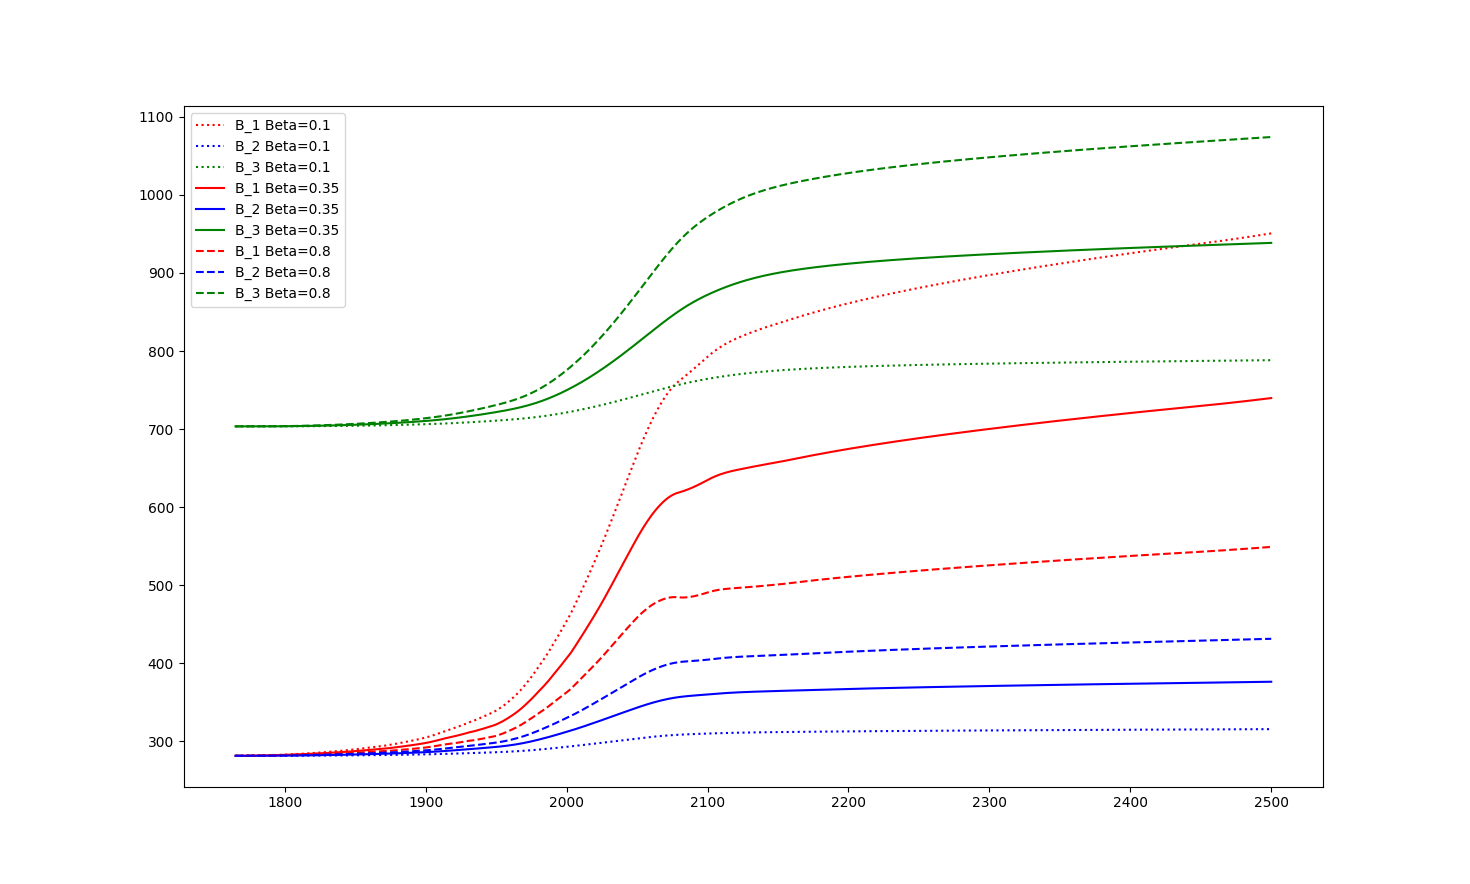 1100
1000
900
800
700
600
500
400
300
B_1 Beta=0.1
B_2 Beta=0.1
B_3 Beta=0.1
B_1 Beta=0.35
B_2 Beta=0.35
B_3 Beta=0.35
B_1 Beta=0.8
B_2 Beta=0.8
B_3 Beta=0.8
1800 1900 2000 2100 2200 2300 2400 2500